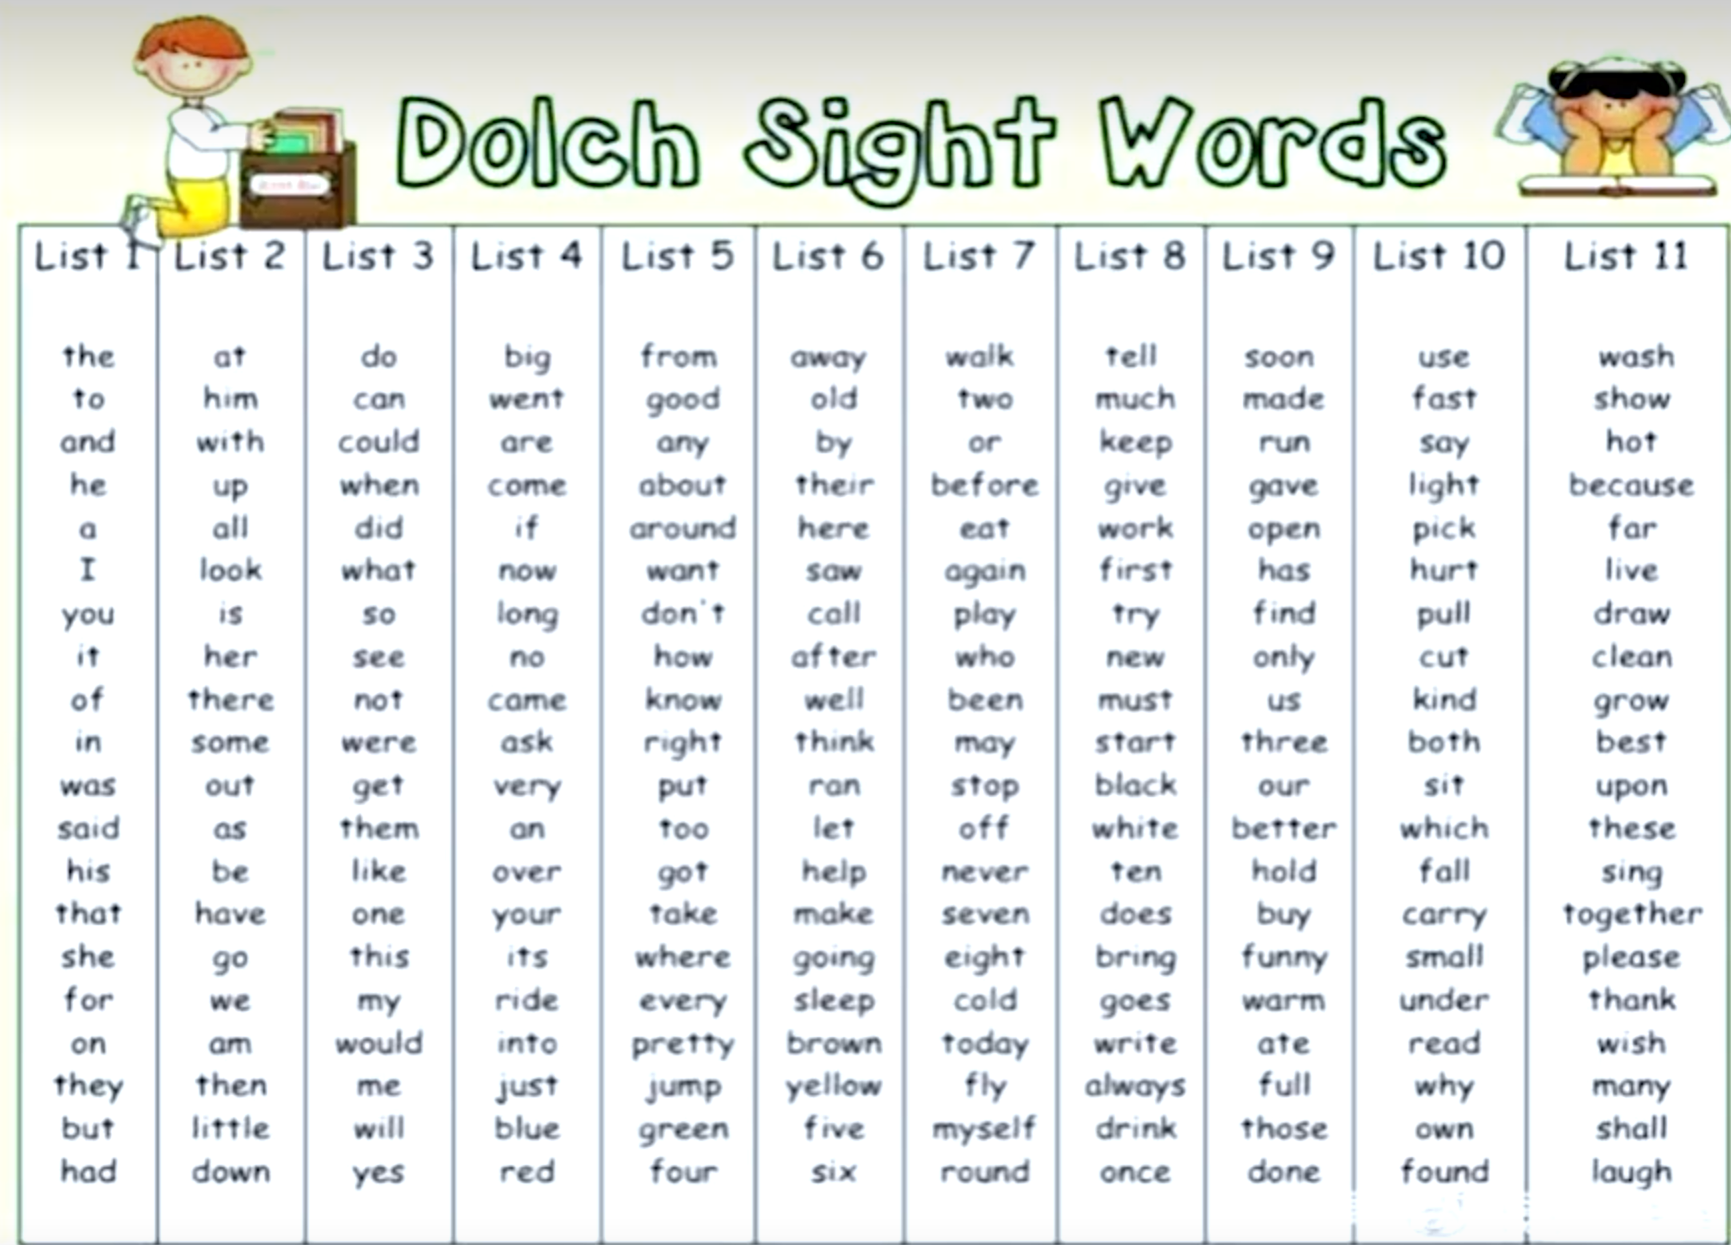 Dolch Sight Words
List 1 List 2 List 3 List 4 List 5 List 6 List 7 List 8 List 9 List 10 List 11
the at do big from away walk tell soon use wash
to him can went good old two much made fast show
and with could are any by or keep run say hot
he up when come about their before give gave light because
a all did if around here eat work open pick far
I look what now want saw again first has hurt live
you is so long don't call play try find pull draw
it her see no how after who new only cut clean
of there not came know well been must us kind grow
in some were ask right think may start three both best
was out get very put ran stop black our sit upon
said as them an too let off white better which these
his be like over got help never ten hold fall sing
that have one your take make seven does buy carry together
she go this its where going eight bring funny small please
for we my ride every sleep cold goes warm under thank
on am would into pretty brown today write ate read wish
they then me just jump yellow fly always full why many
but little will blue green five myself drink those own shall
had down yes red four six round once done found laugh